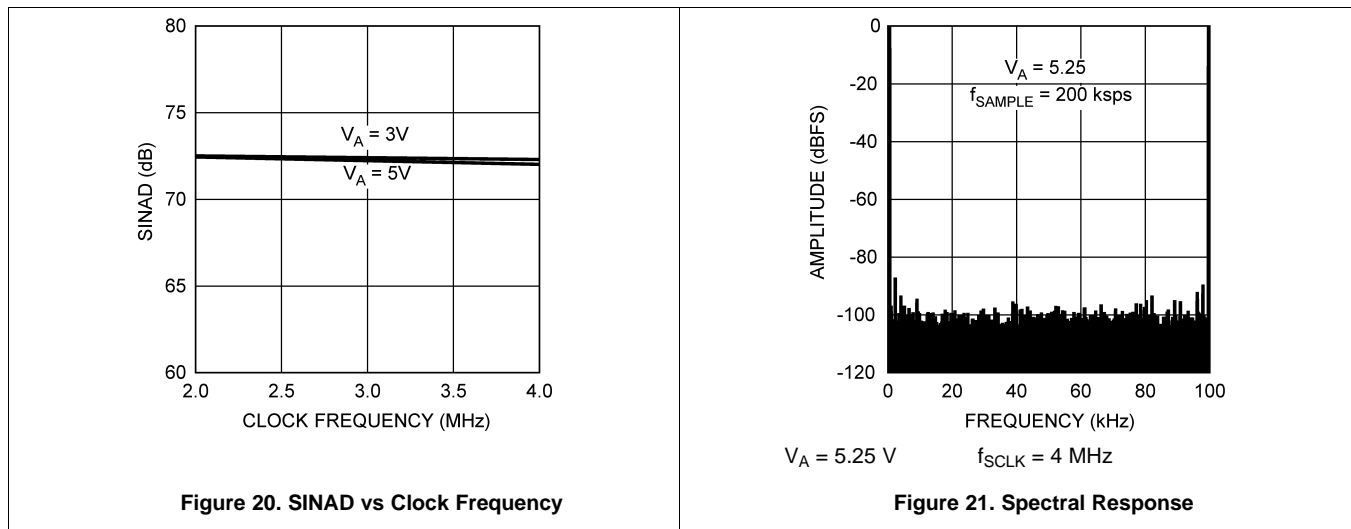 80
75
70
65
60
SINAD (dB)
V_A = 3V
V_A = 5V
2.0 2.5 3.0 3.5 4.0
CLOCK FREQUENCY (MHz)
Figure 20. SINAD vs Clock Frequency
0
-20
-40
-60
-80
-100
-120
AMPLITUDE (dBFS)
V_A = 5.25
f_SAMPLE = 200 ksps
0 20 40 60 80 100
FREQUENCY (kHz)
V_A = 5.25 V f_SCLK = 4 MHz
Figure 21. Spectral Response